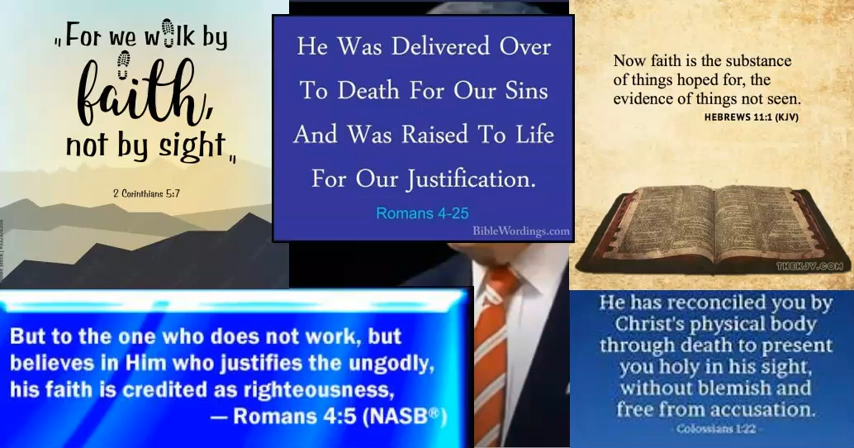 „For we walk by
faith,
not by sight„
2 Corinthians 5:7
He Was Delivered Over
To Death For Our Sins
And Was Raised To Life
For Our Justification.
Romans 4-25
BibleWordings.com
Now faith is the substance
of things hoped for, the
evidence of things not seen.
HEBREWS 11:1 (KJV)
THEKJV.COM
But to the one who does not work, but
believes in Him who justifies the ungodly,
his faith is credited as righteousness,
— Romans 4:5 (NASB®)
He has reconciled you by
Christ's physical body
through death to present
you holy in his sight,
without blemish and
free from accusation.
- Colossians 1:22 -